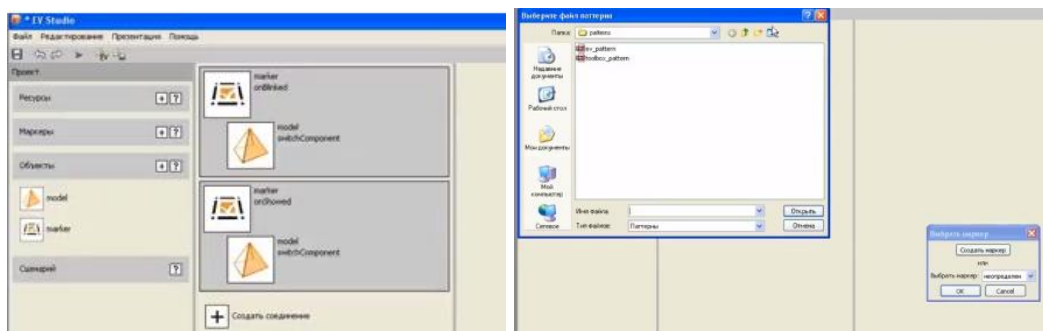 * EV Studio
Файл Редактирование Презентация Помощь
Проект
Ресурсы + ?
Маркеры + ?
Объекты + ?
model
marker
Сценарий ?
marker
onBlinked
model
switchComponent
marker
onShowed
model
switchComponent
+ Создать соединение
Выберите файл паттерна
Папка: patterns
ev_pattern
toolbox_pattern
Недавние документы
Рабочий стол
Мои документы
Мой компьютер
Сетевое
Имя файла:
Открыть
Тип файлов: Паттерны
Отмена
Выбрать маркер
Создать маркер
или
Выбрать маркер: неопределен
OK Cancel